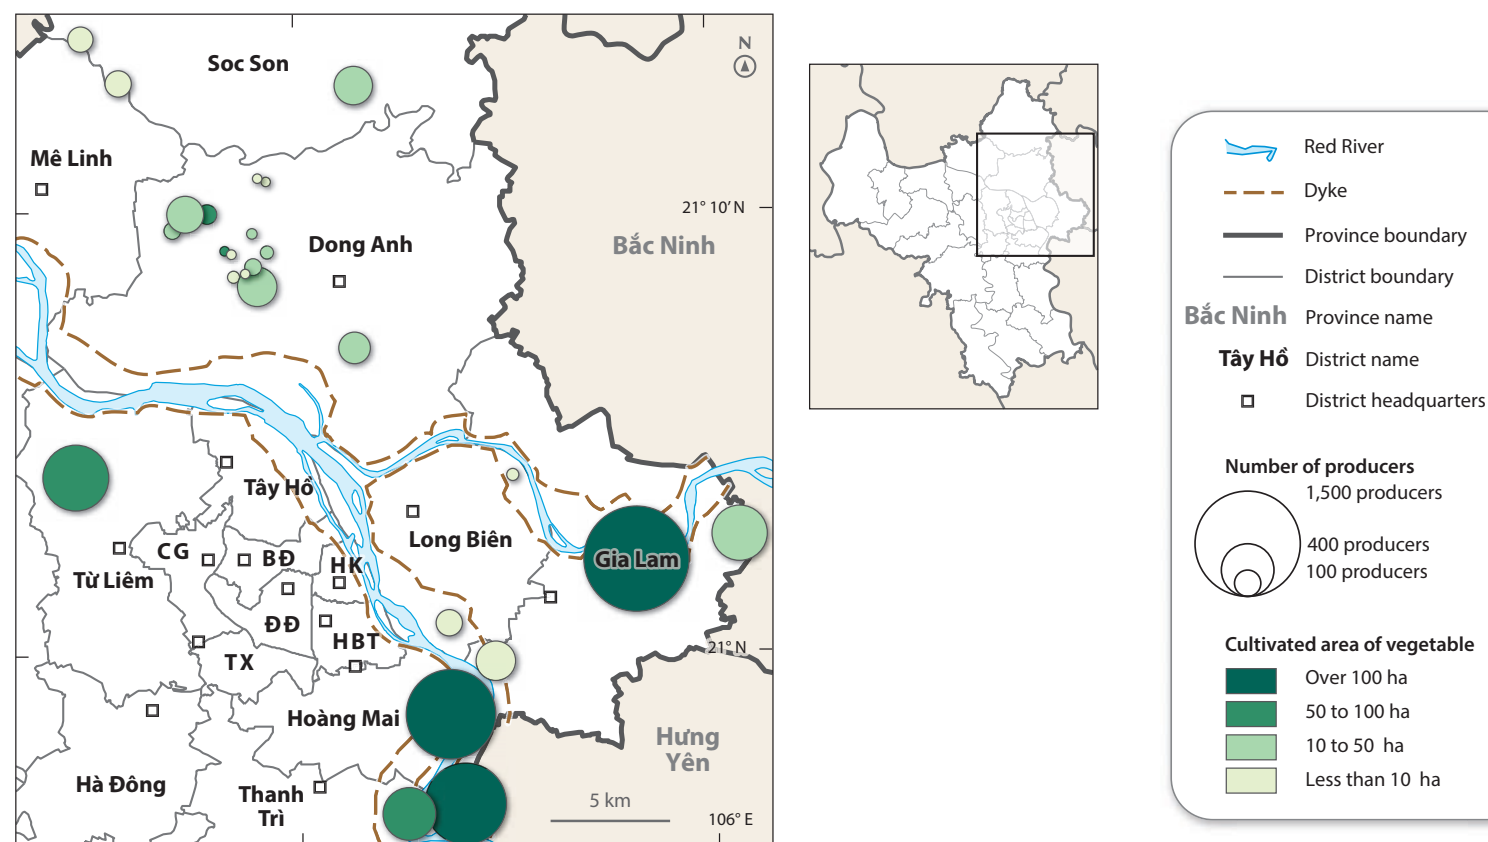 Soc Son
N
Mê Linh
21° 10' N
Dong Anh
Bắc Ninh
Tây Hồ
Long Biên
Gia Lam
CG
BĐ
HK
Từ Liêm
ĐĐ
HBT
TX
21° N
Hoàng Mai
Hưng
Yên
Hà Đông
Thanh
Trì
5 km
106° E
Red River
Dyke
Province boundary
District boundary
Bắc Ninh Province name
Tây Hồ District name
District headquarters
Number of producers
1,500 producers
400 producers
100 producers
Cultivated area of vegetable
Over 100 ha
50 to 100 ha
10 to 50 ha
Less than 10 ha